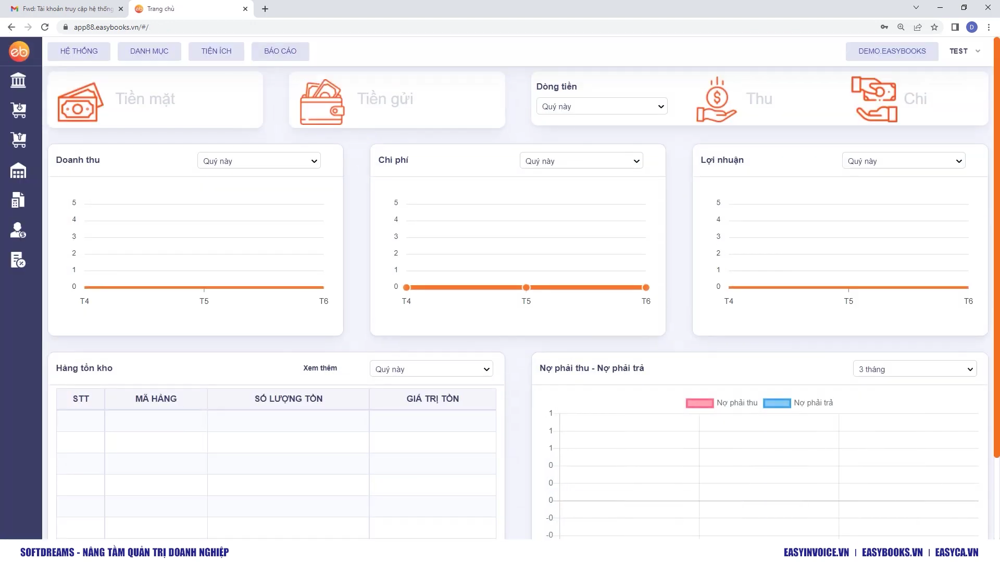 Fwd: Tài khoản truy cập hệ thống
Trang chủ
app88.easybooks.vn/#/
D
eb
HỆ THỐNG
DANH MỤC
TIỆN ÍCH
BÁO CÁO
DEMO.EASYBOOKS
TEST
Tiền mặt
Tiền gửi
Dòng tiền
Quý này
Thu
Chi
Doanh thu
Quý này
5
4
3
2
1
0
T4 T5 T6
Chi phí
Quý này
5
4
3
2
1
0
T4 T5 T6
Lợi nhuận
Quý này
5
4
3
2
1
0
T4 T5 T6
Hàng tồn kho
Xem thêm
Quý này
STT MÃ HÀNG SỐ LƯỢNG TỒN GIÁ TRỊ TỒN
Nợ phải thu - Nợ phải trả
3 tháng
Nợ phải thu Nợ phải trả
1
1
1
0
0
0
-0
-0
SOFTDREAMS - NÂNG TẦM QUẢN TRỊ DOANH NGHIỆP
EASYINVOICE.VN | EASYBOOKS.VN | EASYCA.VN